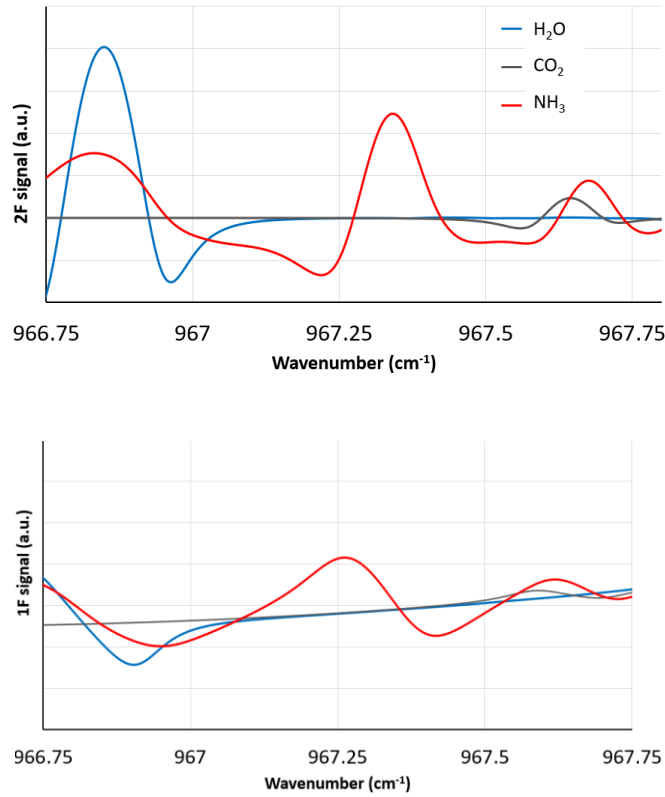 H₂O
CO₂
NH₃
2F signal (a.u.)
966.75 967 967.25 967.5 967.75
Wavenumber (cm⁻¹)
1F signal (a.u.)
966.75 967 967.25 967.5 967.75
Wavenumber (cm⁻¹)